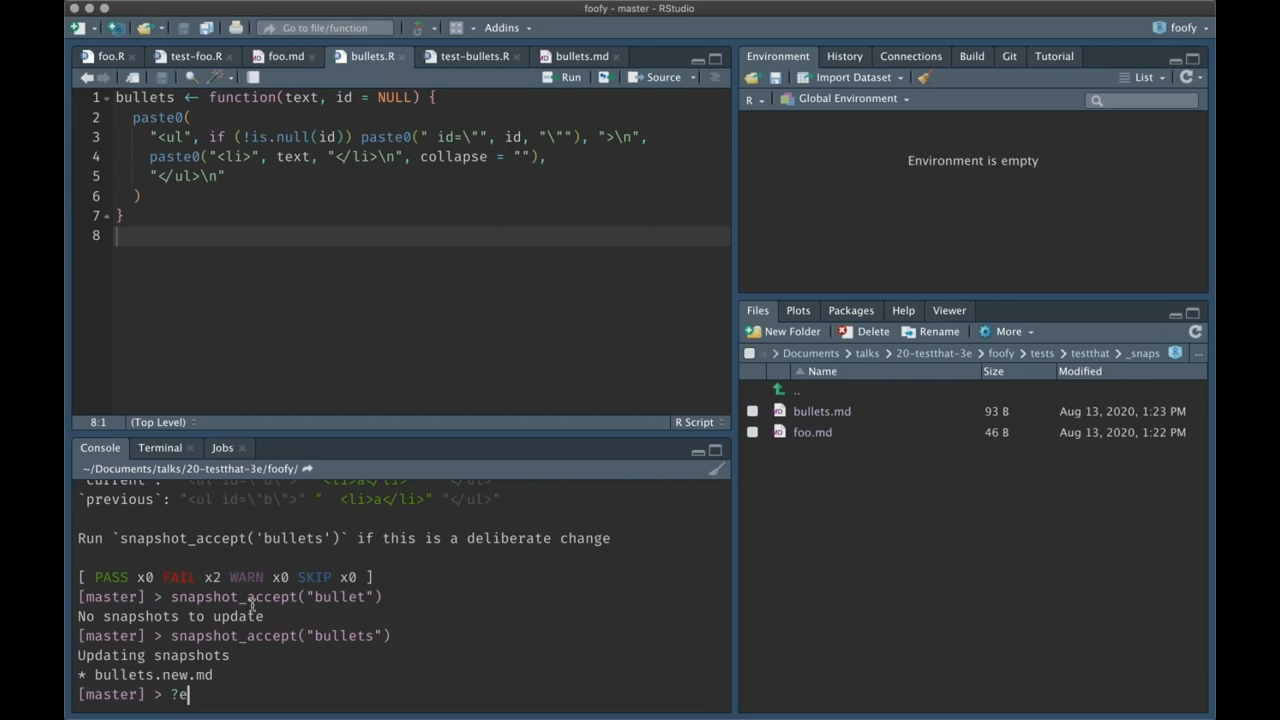 foofy - master - RStudio
Go to file/function
Addins
foofy
foo.R
test-foo.R
foo.md
bullets.R
test-bullets.R
bullets.md
Run
Source
1 bullets <- function(text, id = NULL) {
2 paste0(
3 "<ul", if (!is.null(id)) paste0(" id=\"", id, "\""), ">\n",
4 paste0("<li>", text, "</li>\n", collapse = ""),
5 "</ul>\n"
6 )
7 }
8
8:1 (Top Level) R Script
Console Terminal Jobs
~/Documents/talks/20-testthat-3e/foofy/
`current`: "<ul id=\"b\">" "<li>a</li>" "</ul>"
`previous`: "<ul id=\"b\">" "  <li>a</li>" "</ul>"
Run `snapshot_accept('bullets')` if this is a deliberate change
[ PASS x0 FAIL x2 WARN x0 SKIP x0 ]
[master] > snapshot_accept("bullet")
No snapshots to update
[master] > snapshot_accept("bullets")
Updating snapshots
* bullets.new.md
[master] > ?e
Environment History Connections Build Git Tutorial
Import Dataset
List
R
Global Environment
Environment is empty
Files Plots Packages Help Viewer
New Folder Delete Rename More
Documents talks 20-testthat-3e foofy tests testthat _snaps ...
Name Size Modified
..
bullets.md 93 B Aug 13, 2020, 1:23 PM
foo.md 46 B Aug 13, 2020, 1:22 PM